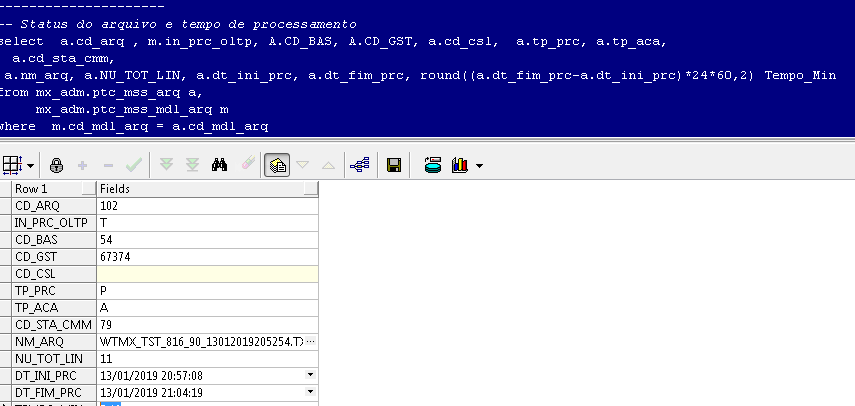 --------------------
-- Status do arquivo e tempo de processamento
select a.cd_arq , m.in_prc_oltp, A.CD_BAS, A.CD_GST, a.cd_csl, a.tp_prc, a.tp_aca,
a.cd_sta_cmm,
a.nm_arq, a.NU_TOT_LIN, a.dt_ini_prc, a.dt_fim_prc, round((a.dt_fim_prc-a.dt_ini_prc)*24*60,2) Tempo_Min
from mx_adm.ptc_mss_arq a,
mx_adm.ptc_mss_mdl_arq m
where m.cd_mdl_arq = a.cd_mdl_arq
Row 1 Fields
CD_ARQ 102
IN_PRC_OLTP T
CD_BAS 54
CD_GST 67374
CD_CSL
TP_PRC P
TP_ACA A
CD_STA_CMM 79
NM_ARQ WTMX_TST_816_90_13012019205254.TX ...
NU_TOT_LIN 11
DT_INI_PRC 13/01/2019 20:57:08
DT_FIM_PRC 13/01/2019 21:04:19